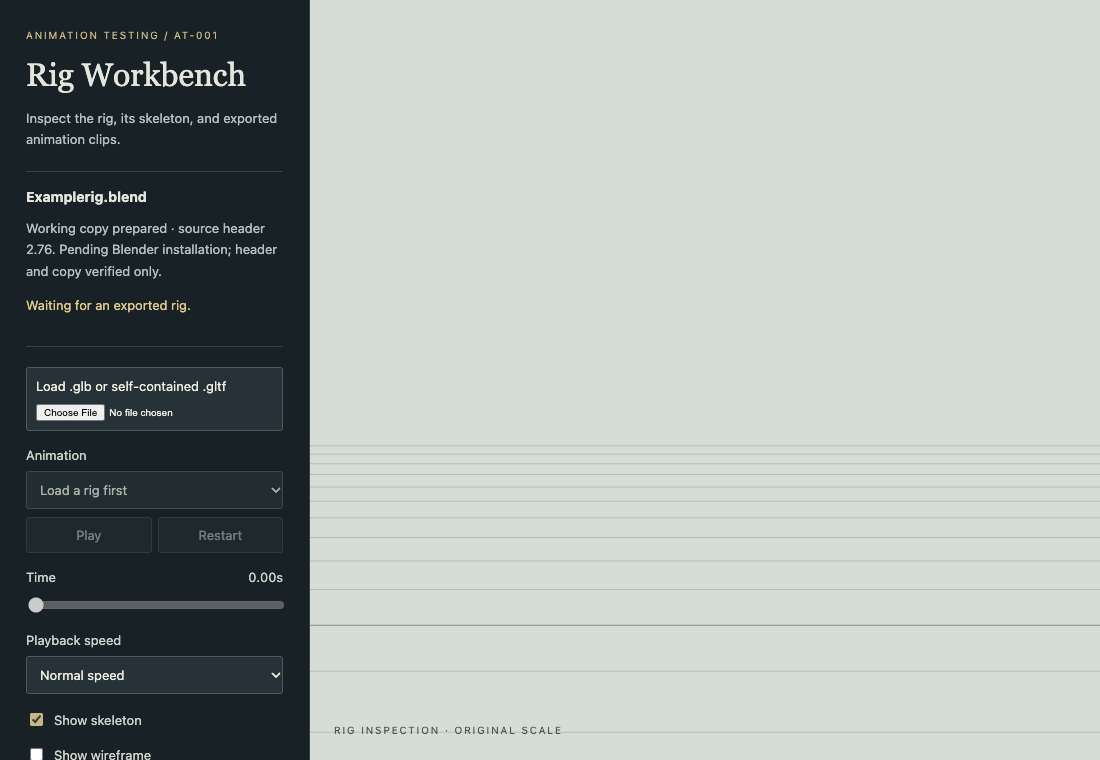 ANIMATION TESTING / AT-001
Rig Workbench
Inspect the rig, its skeleton, and exported
animation clips.
Examplerig.blend
Working copy prepared · source header
2.76. Pending Blender installation; header
and copy verified only.
Waiting for an exported rig.
Load .glb or self-contained .gltf
Choose File No file chosen
Animation
Load a rig first
Play Restart
Time 0.00s
Playback speed
Normal speed
Show skeleton
Show wireframe
RIG INSPECTION · ORIGINAL SCALE